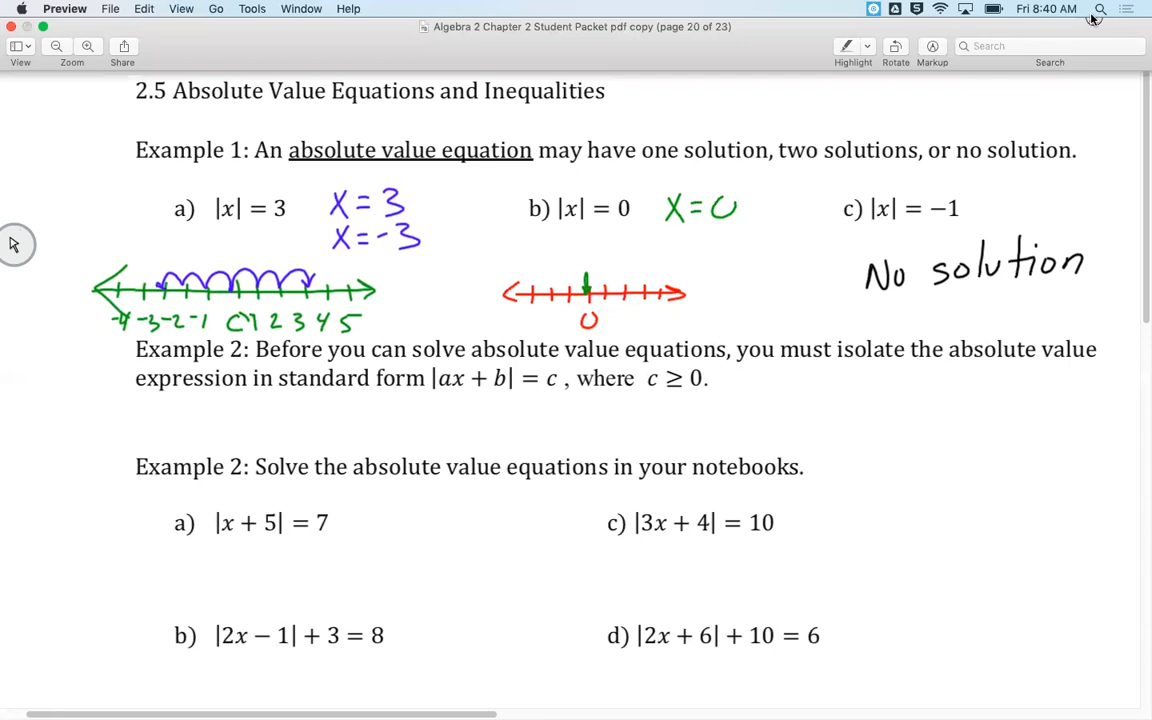 Preview File Edit View Go Tools Window Help Fri 8:40 AM
Algebra 2 Chapter 2 Student Packet pdf copy (page 20 of 23)
View Zoom Share Highlight Rotate Markup Search
Search
2.5 Absolute Value Equations and Inequalities
Example 1: An absolute value equation may have one solution, two solutions, or no solution.
a) |x| = 3 x = 3 b) |x| = 0 x = 0 c) |x| = −1
x = -3
No solution
-4 -3 -2 -1 0 1 2 3 4 5 0
Example 2: Before you can solve absolute value equations, you must isolate the absolute value
expression in standard form |ax + b| = c , where c ≥ 0.
Example 2: Solve the absolute value equations in your notebooks.
a) |x + 5| = 7 c) |3x + 4| = 10
b) |2x − 1| + 3 = 8 d) |2x + 6| + 10 = 6